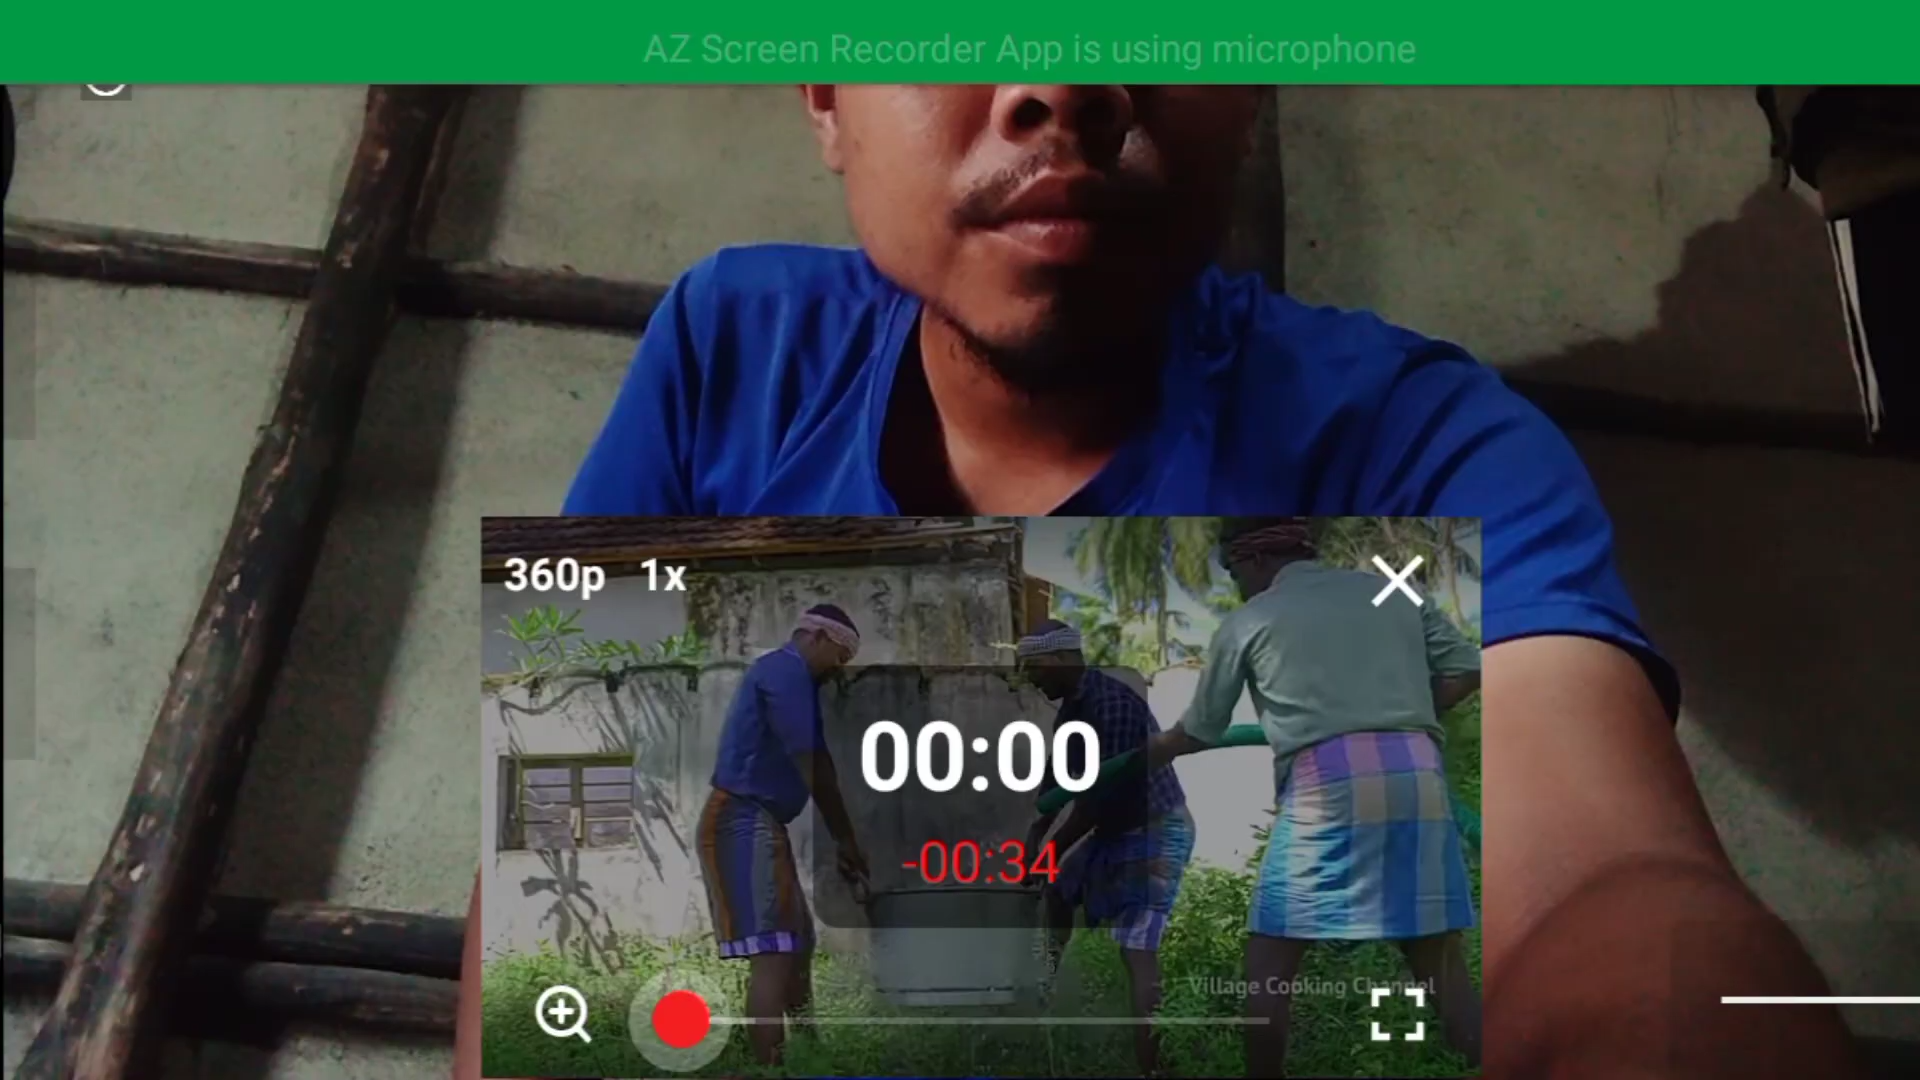 AZ Screen Recorder App is using microphone
360p 1x
00:00
-00:34
Village Cooking Channel